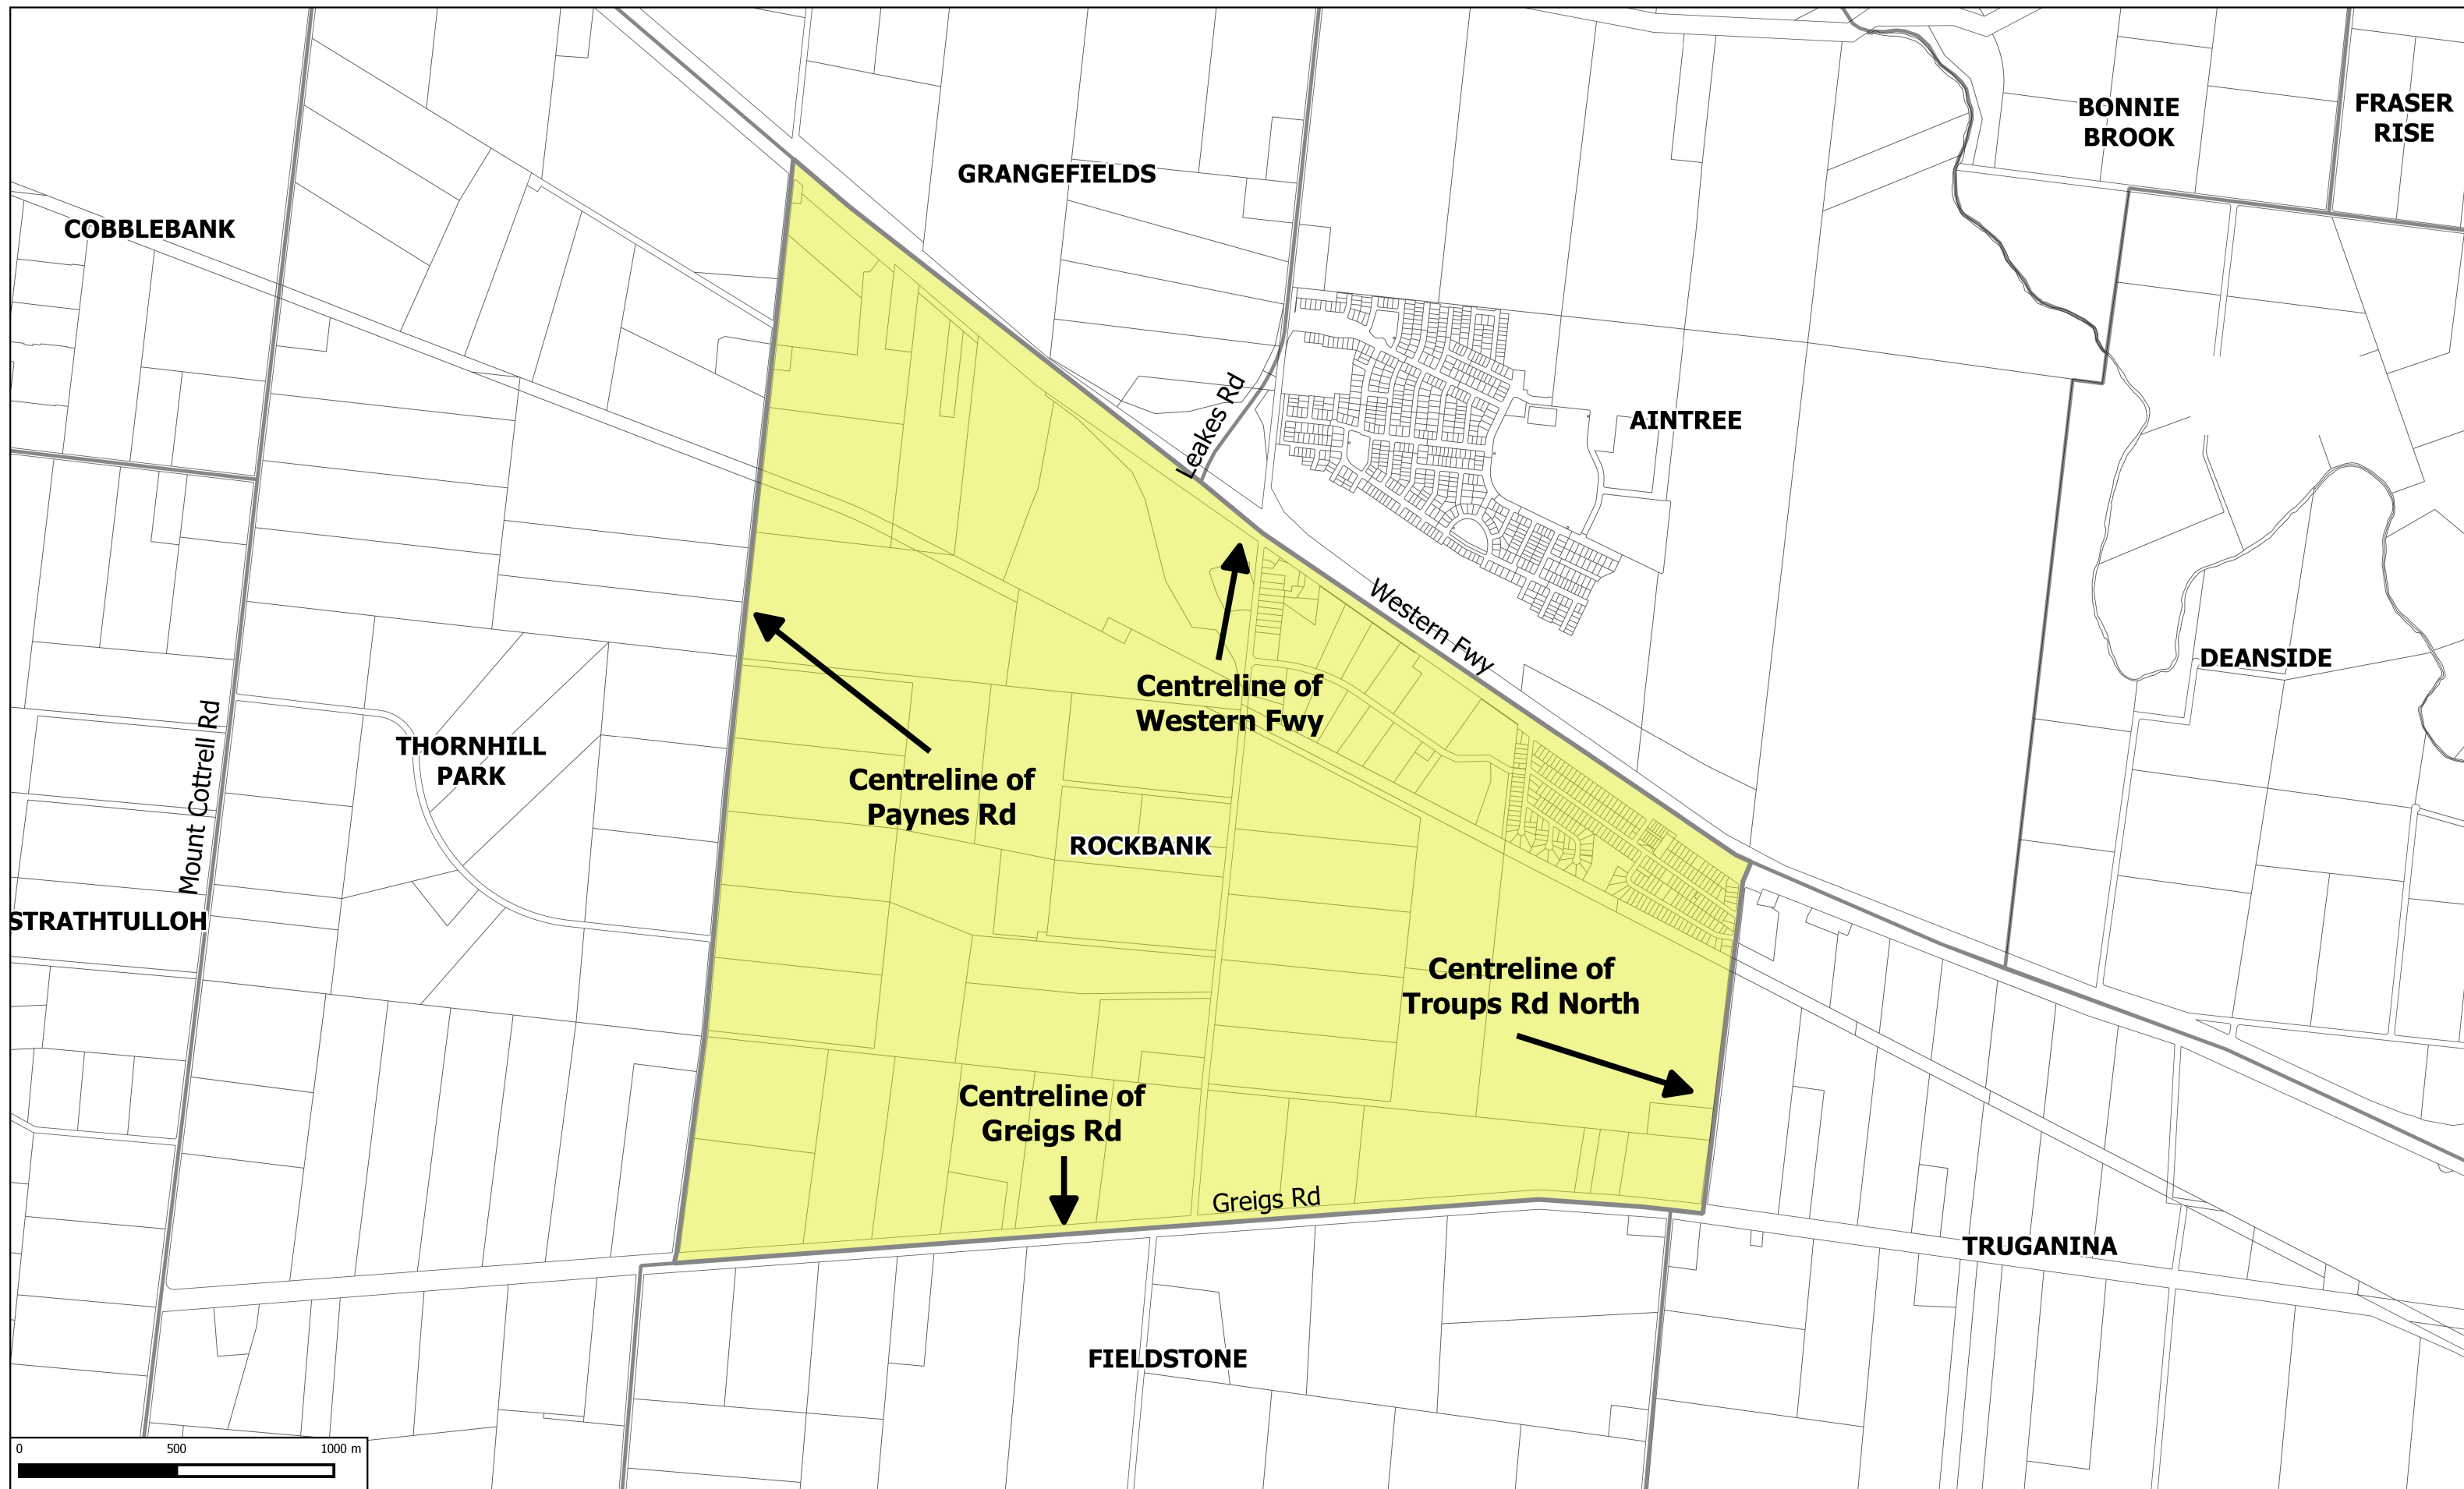 BONNIE
BROOK
FRASER
RISE
GRANGEFIELDS
COBBLEBANK
Leakes Rd
AINTREE
Western Fwy
DEANSIDE
Centreline of
Western Fwy
THORNHILL
PARK
Mount Cottrell Rd
Centreline of
Paynes Rd
ROCKBANK
STRATHTULLOH
Centreline of
Troups Rd North
Centreline of
Greigs Rd
Greigs Rd
TRUGANINA
FIELDSTONE
0 500 1000 m